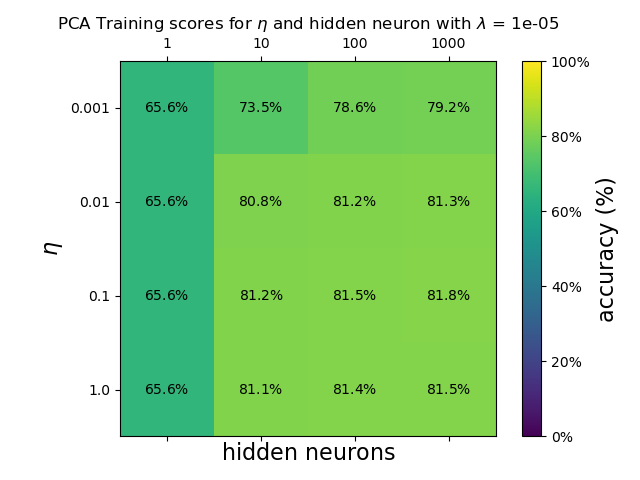 PCA Training scores for η and hidden neuron with λ = 1e-05
1 10 100 1000
0.001 65.6% 73.5% 78.6% 79.2%
0.01 65.6% 80.8% 81.2% 81.3%
0.1 65.6% 81.2% 81.5% 81.8%
1.0 65.6% 81.1% 81.4% 81.5%
η
hidden neurons
100%
80%
60%
40%
20%
0%
accuracy (%)